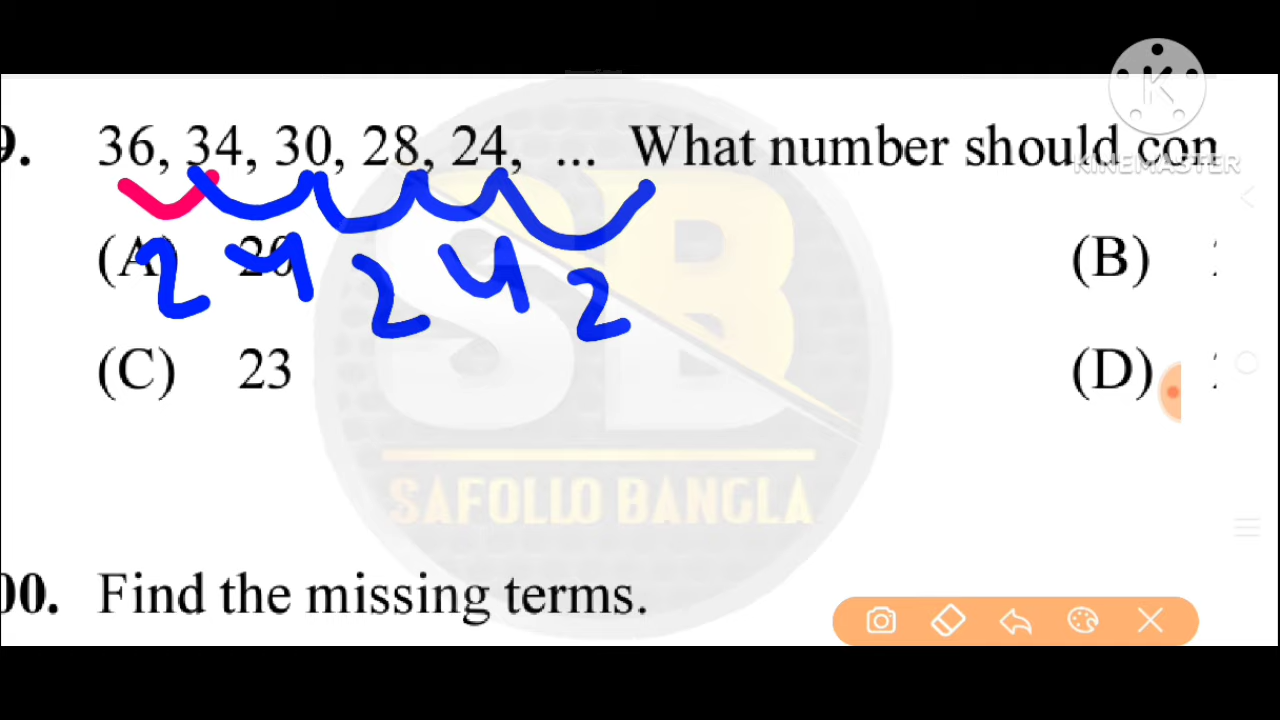 9. 36, 34, 30, 28, 24, ... What number should con
KINEMASTER
(A) (B)
2 4 2 4 2
(C) 23 (D)
SAFOLLO BANGLA
00. Find the missing terms.